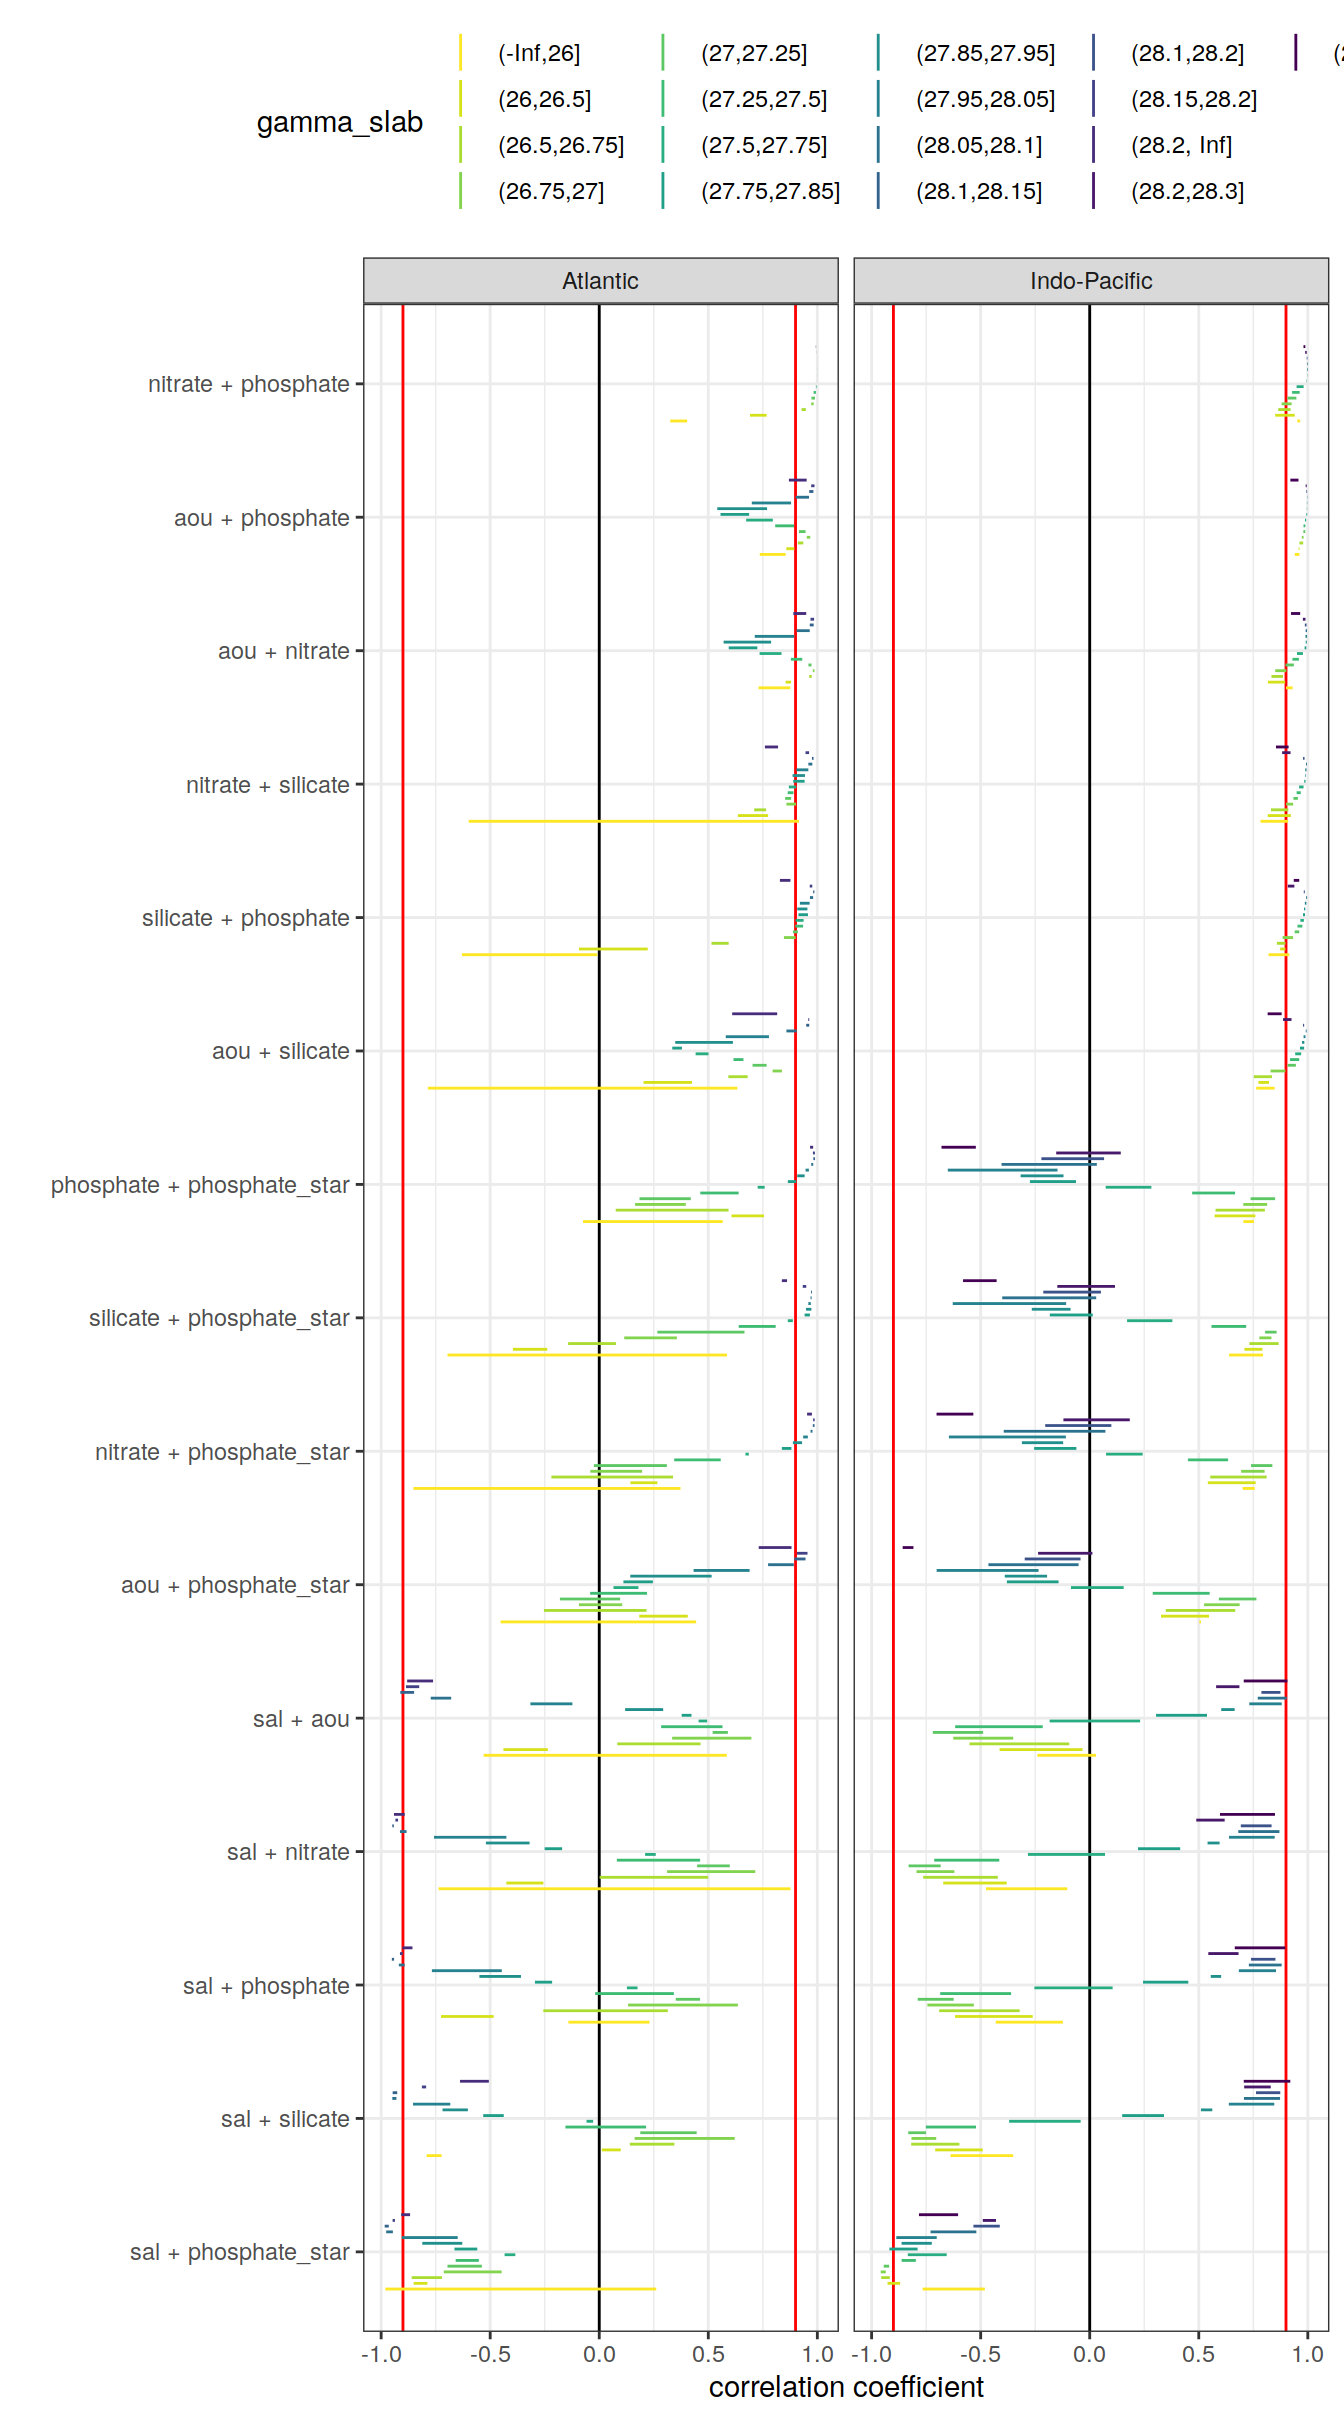 (-Inf,26] (27,27.25] (27.85,27.95] (28.1,28.2] (2
(26,26.5] (27.25,27.5] (27.95,28.05] (28.15,28.2]
gamma_slab
(26.5,26.75] (27.5,27.75] (28.05,28.1] (28.2, Inf]
(26.75,27] (27.75,27.85] (28.1,28.15] (28.2,28.3]
Atlantic Indo-Pacific
nitrate + phosphate
aou + phosphate
aou + nitrate
nitrate + silicate
silicate + phosphate
aou + silicate
phosphate + phosphate_star
silicate + phosphate_star
nitrate + phosphate_star
aou + phosphate_star
sal + aou
sal + nitrate
sal + phosphate
sal + silicate
sal + phosphate_star
-1.0 -0.5 0.0 0.5 1.0 -1.0 -0.5 0.0 0.5 1.0
correlation coefficient